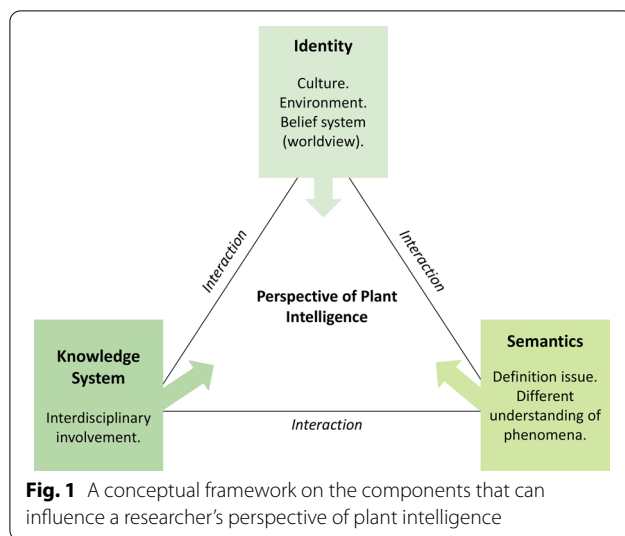 Identity
Culture.
Environment.
Belief system
(worldview).
Interaction
Interaction
Perspective of Plant
Intelligence
Knowledge
System
Interdisciplinary
involvement.
Semantics
Definition issue.
Different
understanding of
phenomena.
Interaction
Fig. 1 A conceptual framework on the components that can
influence a researcher's perspective of plant intelligence